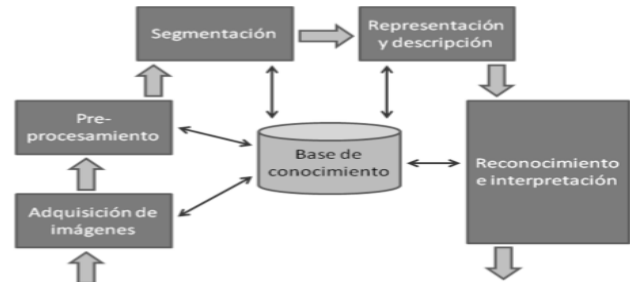 Segmentación
Representación
y descripción
Pre-
procesamiento
Base de
conocimiento
Reconocimiento
e interpretación
Adquisición de
imágenes